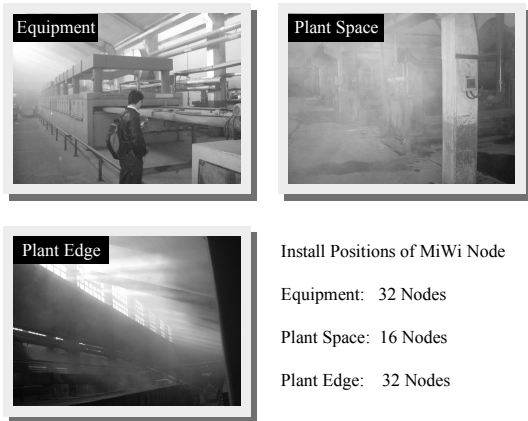 Equipment
Plant Space
Plant Edge
Install Positions of MiWi Node
Equipment: 32 Nodes
Plant Space: 16 Nodes
Plant Edge: 32 Nodes